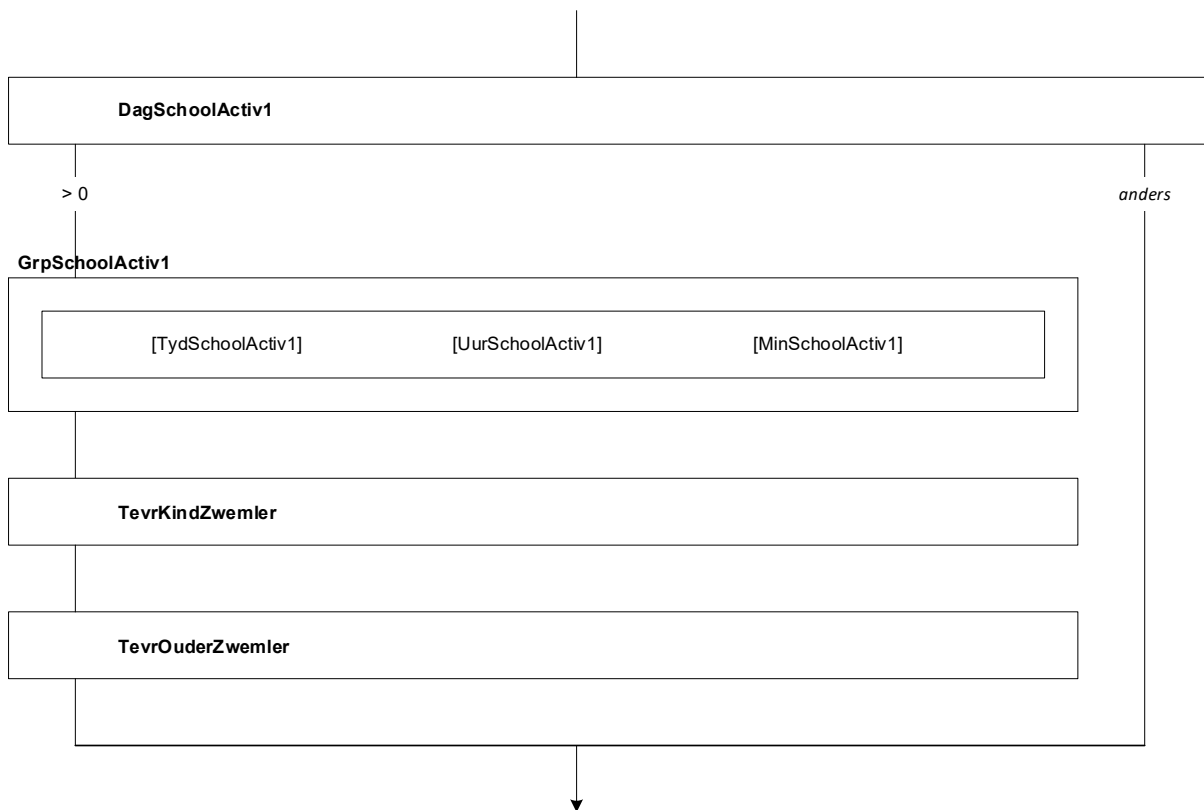 DagSchoolActiv1
> 0
anders
GrpSchoolActiv1
[TydSchoolActiv1] [UurSchoolActiv1] [MinSchoolActiv1]
TevrKindZwemler
TevrOuderZwemler